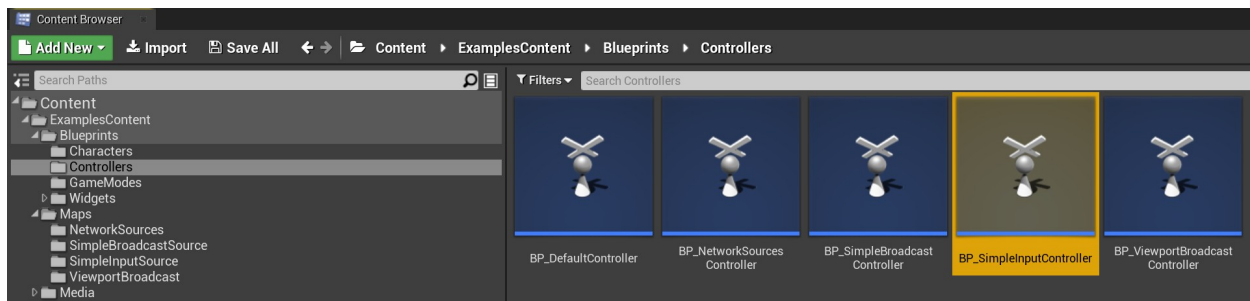 Content Browser
Add New Import Save All Content ExamplesContent Blueprints Controllers
Search Paths
Filters Search Controllers
Content
ExamplesContent
Blueprints
Characters
Controllers
GameModes
Widgets
Maps
NetworkSources
SimpleBroadcastSource
SimpleInputSource
ViewportBroadcast
Media
BP_DefaultController
BP_NetworkSources
Controller
BP_SimpleBroadcast
Controller
BP_SimpleInputController
BP_ViewportBroadcast
Controller